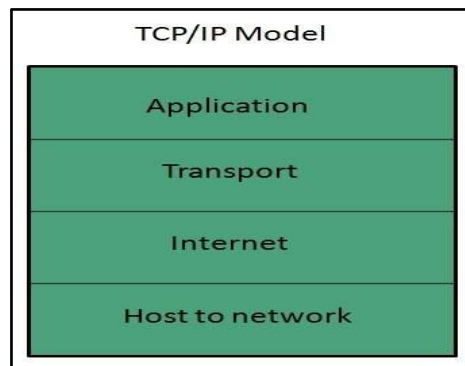 TCP/IP Model
Application
Transport
Internet
Host to network